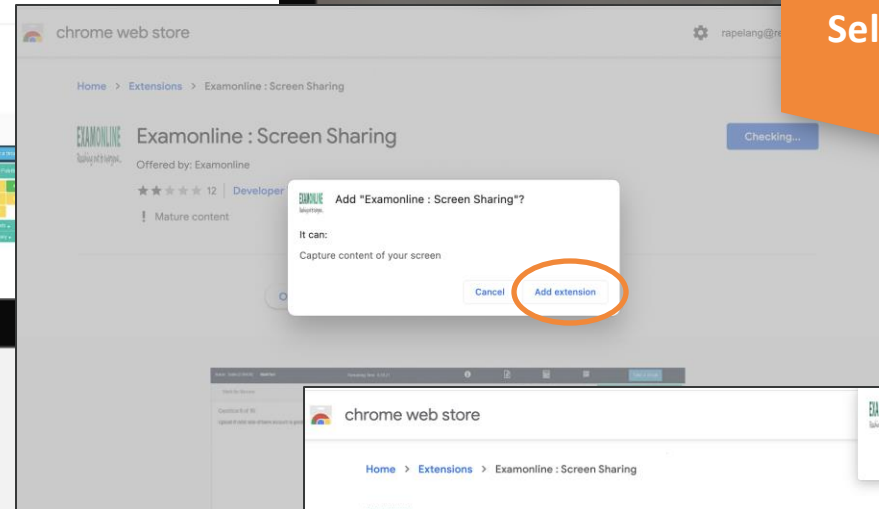 Sel
chrome web store
rapelang@re
Home > Extensions > Examonline : Screen Sharing
EXAMONLINE
Examonline : Screen Sharing
Checking...
Offered by: Examonline
12 | Developer
! Mature content
EXAMONLINE
Add "Examonline : Screen Sharing"?
It can:
Capture content of your screen
Cancel
Add extension
O
chrome web store
EXA
Home > Extensions > Examonline : Screen Sharing